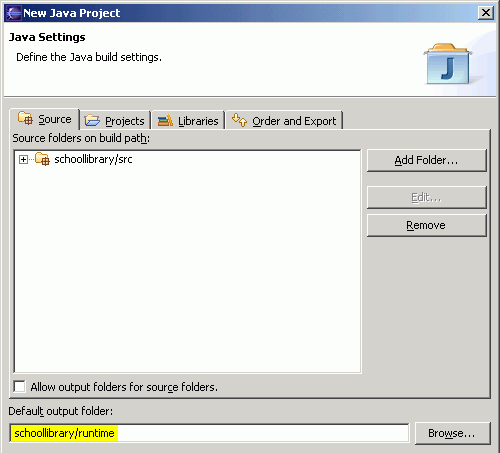 New Java Project
Java Settings
Define the Java build settings.
J
Source Projects Libraries Order and Export
Source folders on build path:
schoollibrary/src
Add Folder...
Edit...
Remove
Allow output folders for source folders.
Default output folder:
schoollibrary/runtime
Browse...